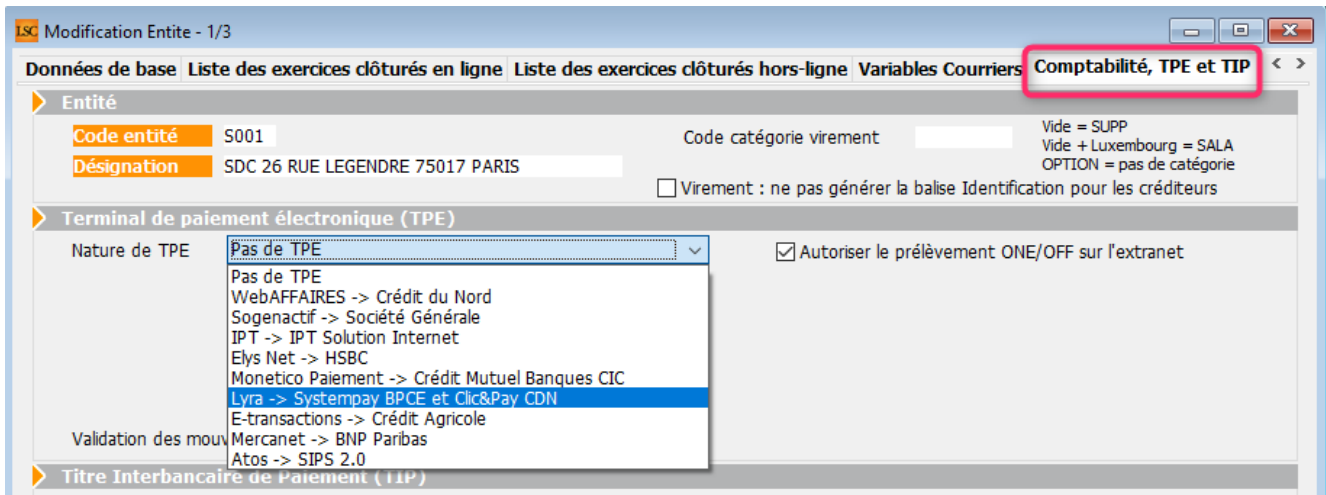 LSC Modification Entite - 1/3
Données de base Liste des exercices clôturés en ligne Liste des exercices clôturés hors-ligne Variables Courriers Comptabilité, TPE et TIP < >
Entité
Code entité S001 Code catégorie virement Vide = SUPP
Vide + Luxembourg = SALA
Désignation SDC 26 RUE LEGENDRE 75017 PARIS OPTION = pas de catégorie
Virement : ne pas générer la balise Identification pour les créditeurs
Terminal de paiement électronique (TPE)
Nature de TPE Pas de TPE Autoriser le prélèvement ONE/OFF sur l'extranet
Pas de TPE
WebAFFAIRES -> Crédit du Nord
Sogenactif -> Société Générale
IPT -> IPT Solution Internet
Elys Net -> HSBC
Monetico Paiement -> Crédit Mutuel Banques CIC
Lyra -> Systempay BPCE et Clic&Pay CDN
E-transactions -> Crédit Agricole
Validation des mouv Mercanet -> BNP Paribas
Atos -> SIPS 2.0
Titre Interbancaire de Paiement (TIP)